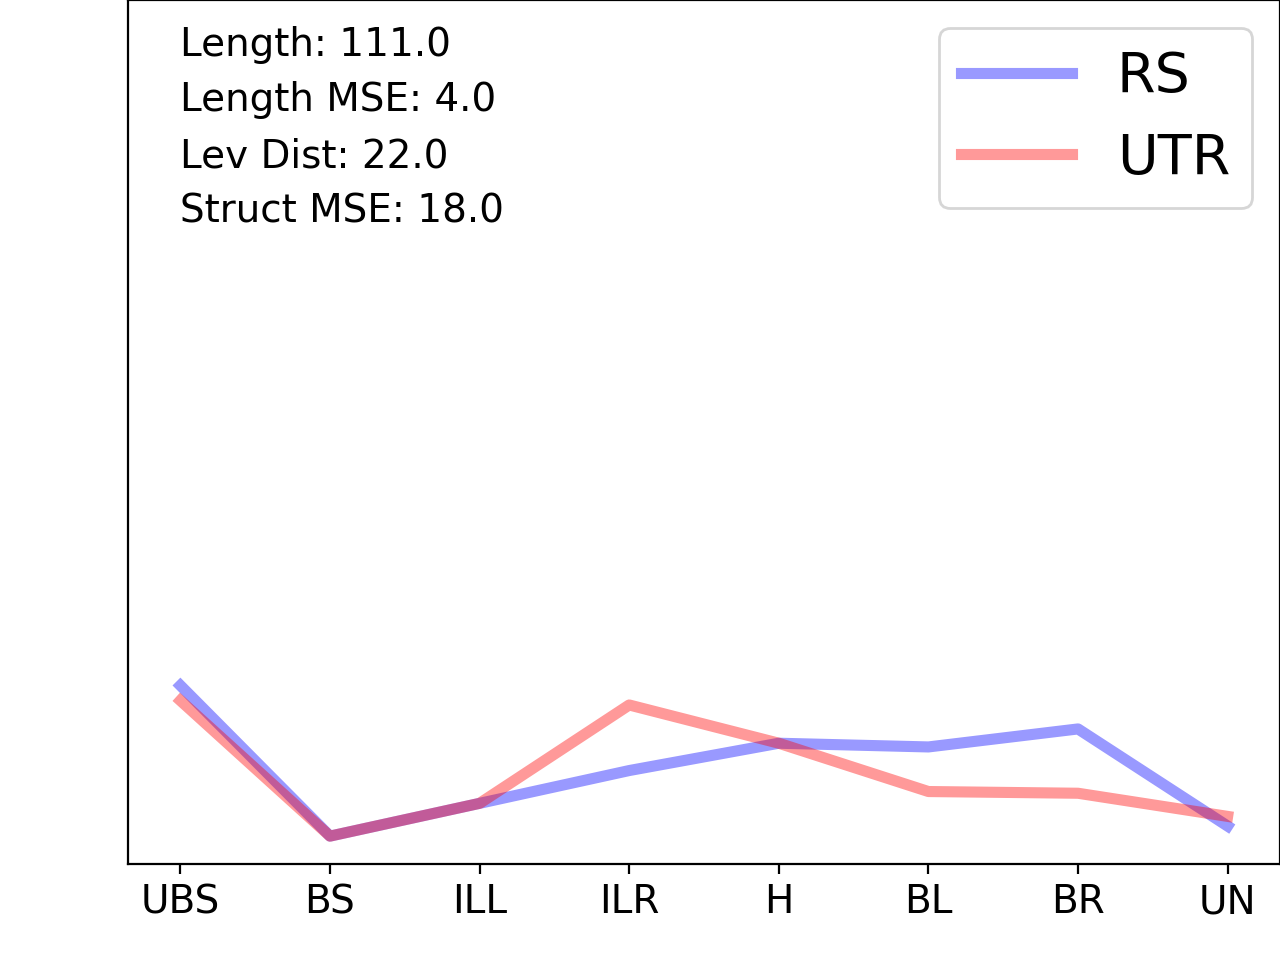 Length: 111.0
Length MSE: 4.0
Lev Dist: 22.0
Struct MSE: 18.0
RS
UTR
UBS BS ILL ILR H BL BR UN